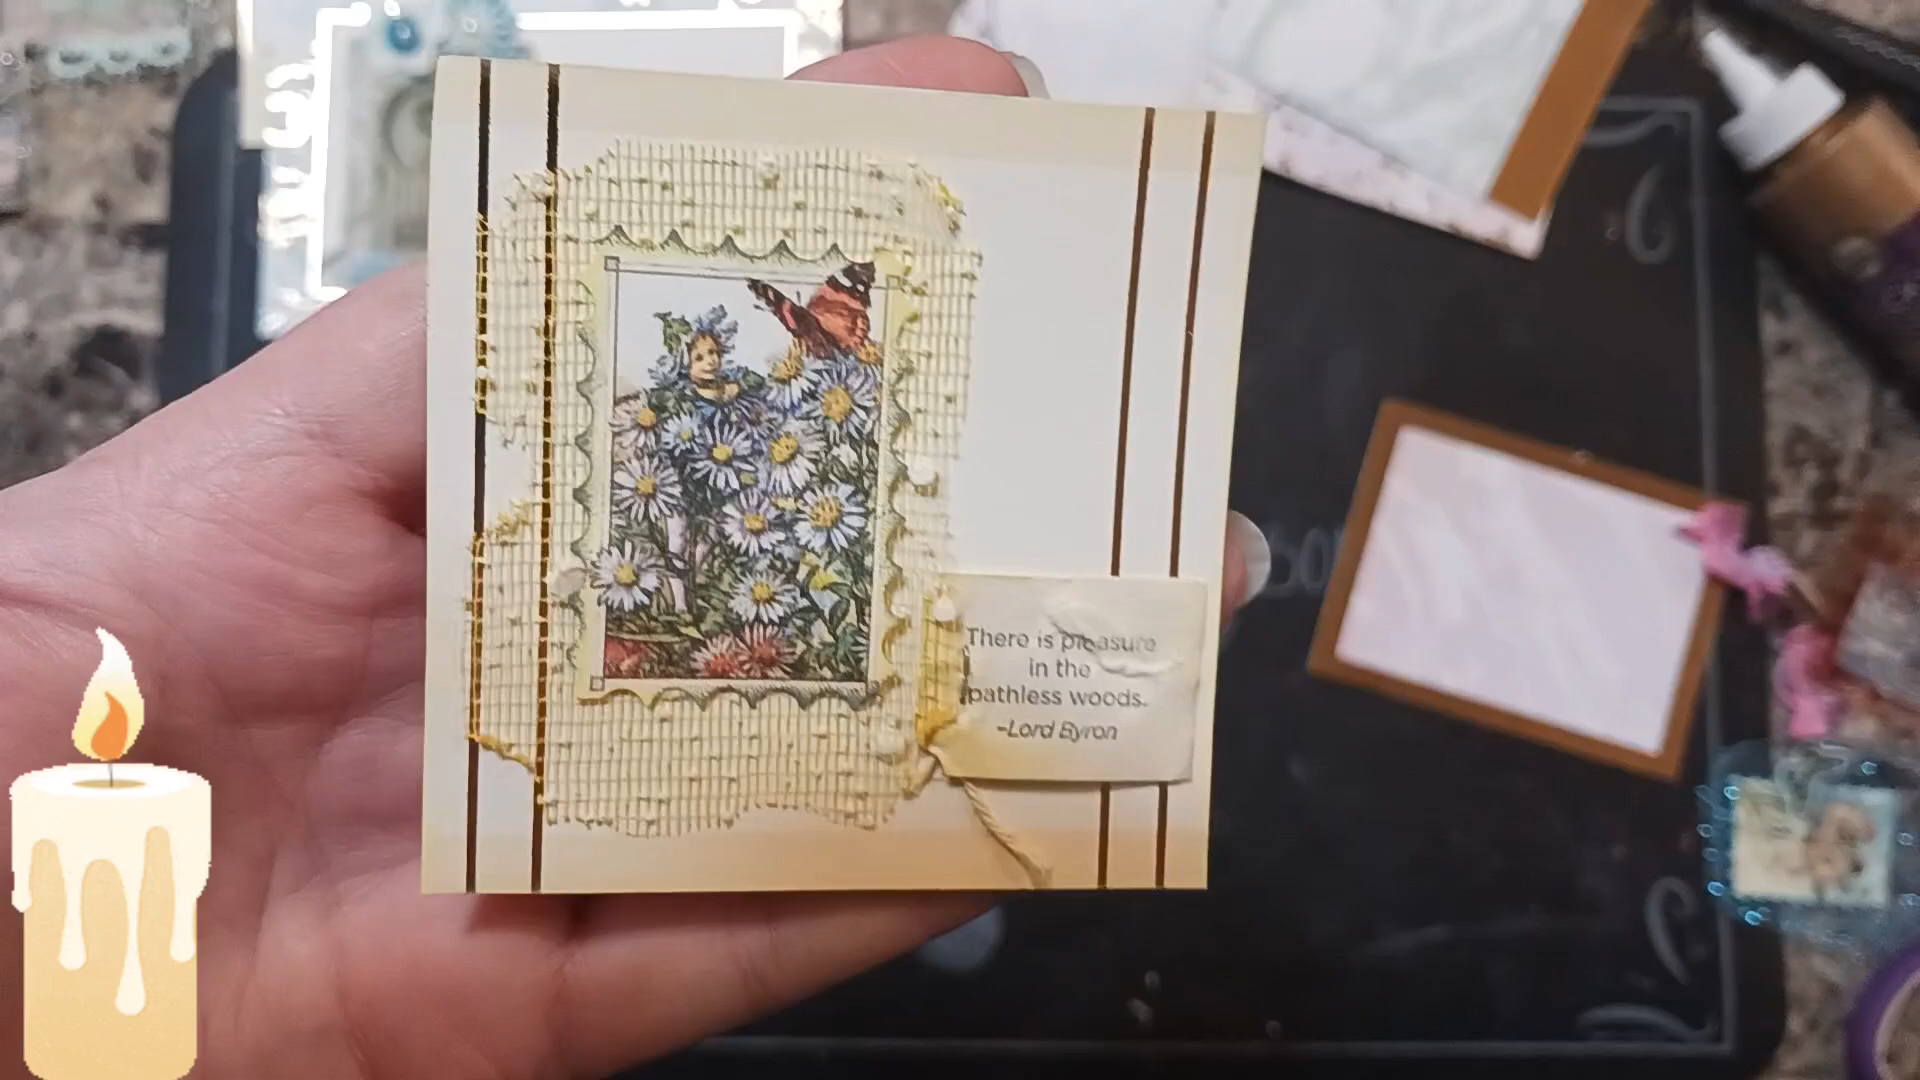 There is pleasure
in the
pathless woods.
-Lord Byron